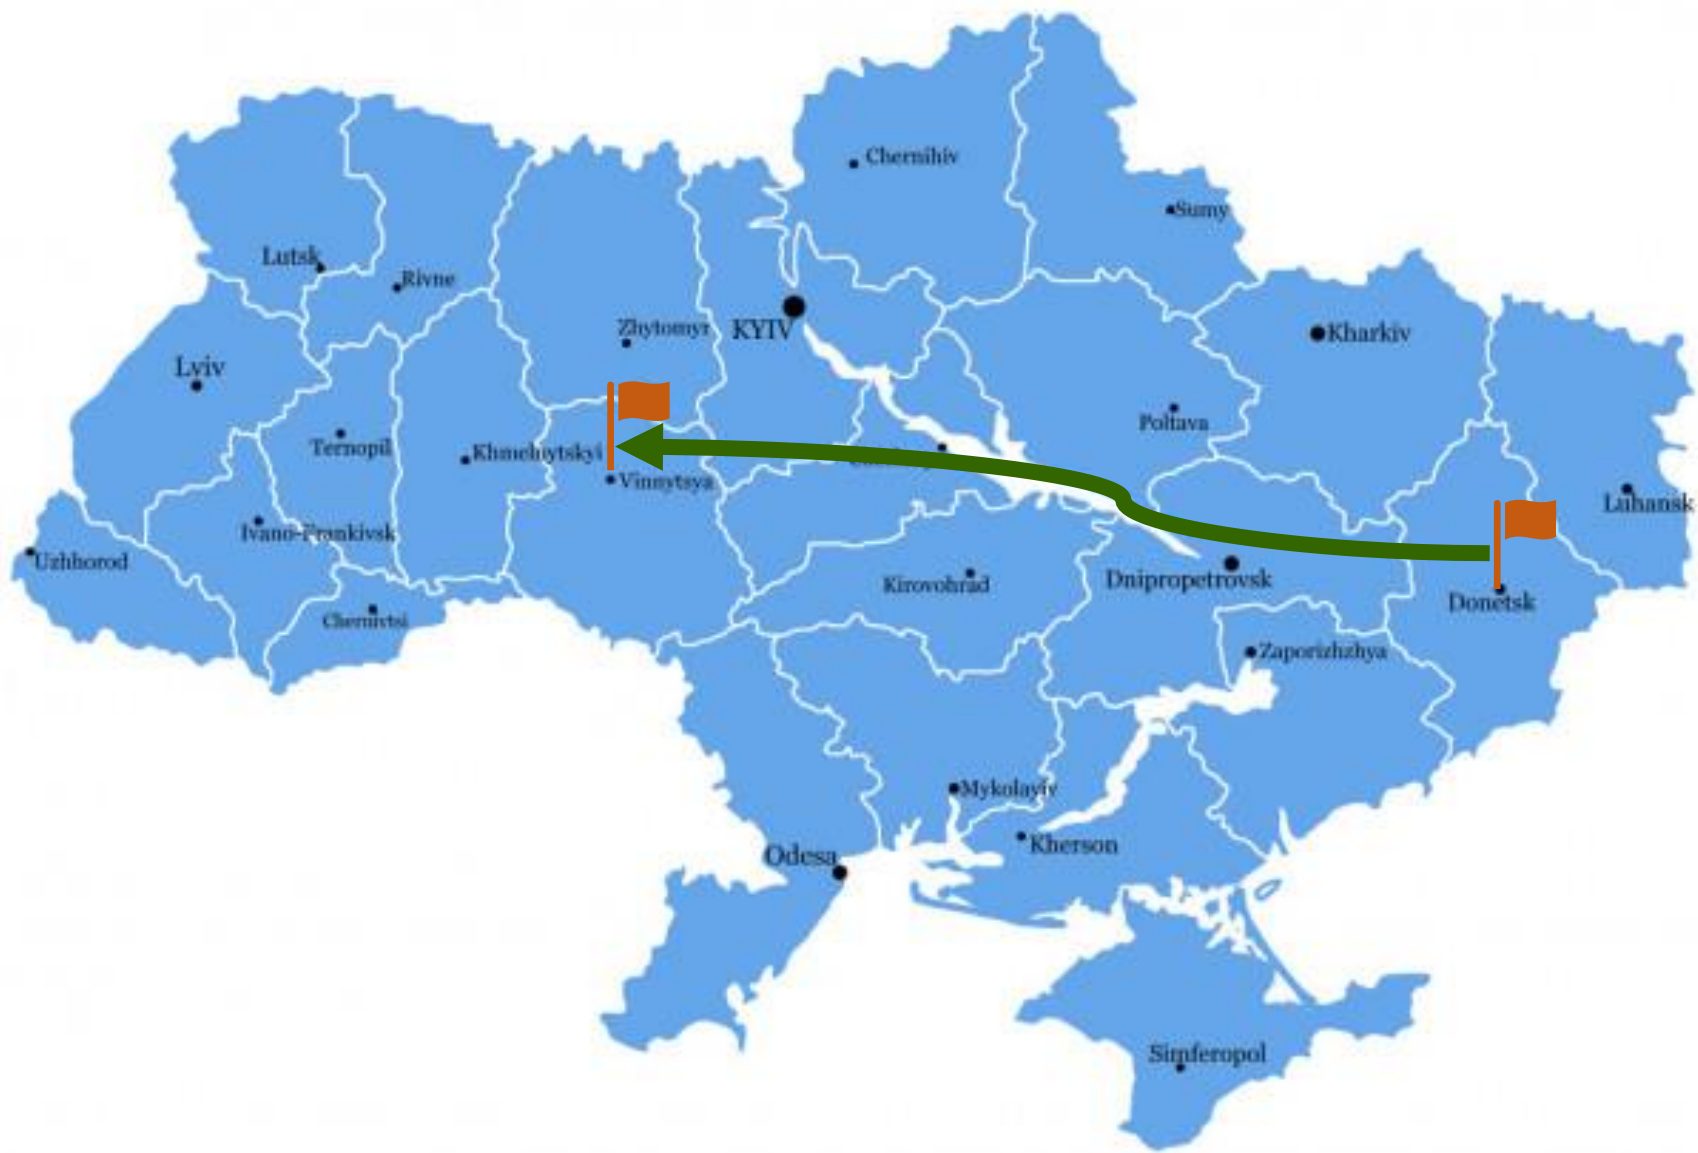 Chernihiv
Sumy
Lutsk
Rivne
Zhytomyr
KYIV
Kharkiv
Lviv
Poltava
Ternopil
Khmelnytskyi
Vinnytsya
Luhansk
Ivano-Frankivsk
Uzhhorod
Kirovohrad
Dnipropetrovsk
Donetsk
Chernivtsi
Zaporizhzhya
Mykolayiv
Kherson
Odesa
Simferopol